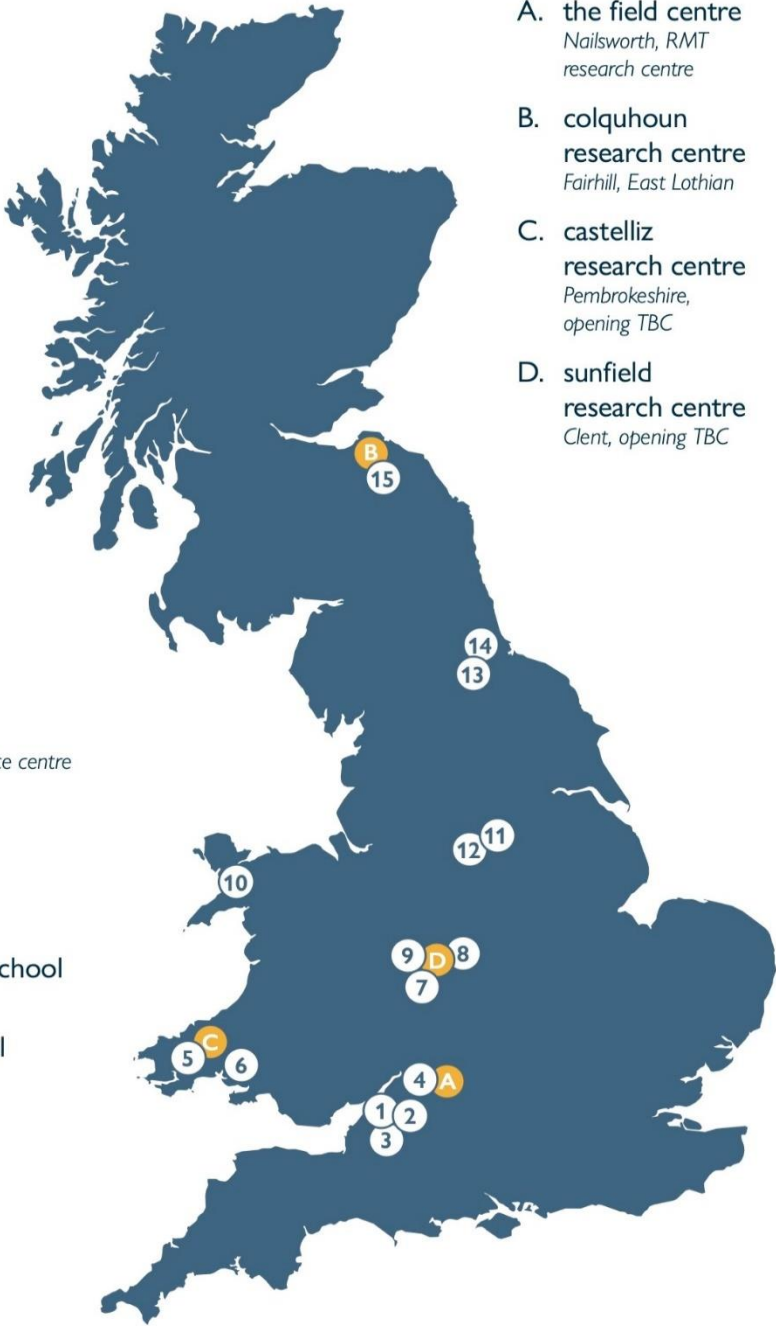 A. the field centre
Nailsworth, RMT
research centre
B. colquhoun
research centre
Fairhill, East Lothian
C. castelliz
research centre
Pembrokeshire,
opening TBC
D. sunfield
research centre
Clent, opening TBC
B
15
14
13
centre
11
12
10
9 D 8
7
C
5 6
4 A
1 2
3